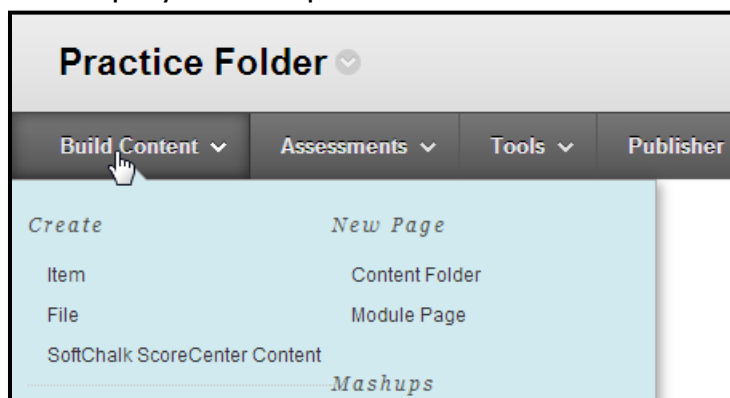 Practice Folder
Build Content Assessments Tools Publisher
Create New Page
Item Content Folder
File Module Page
SoftChalk ScoreCenter Content
Mashups